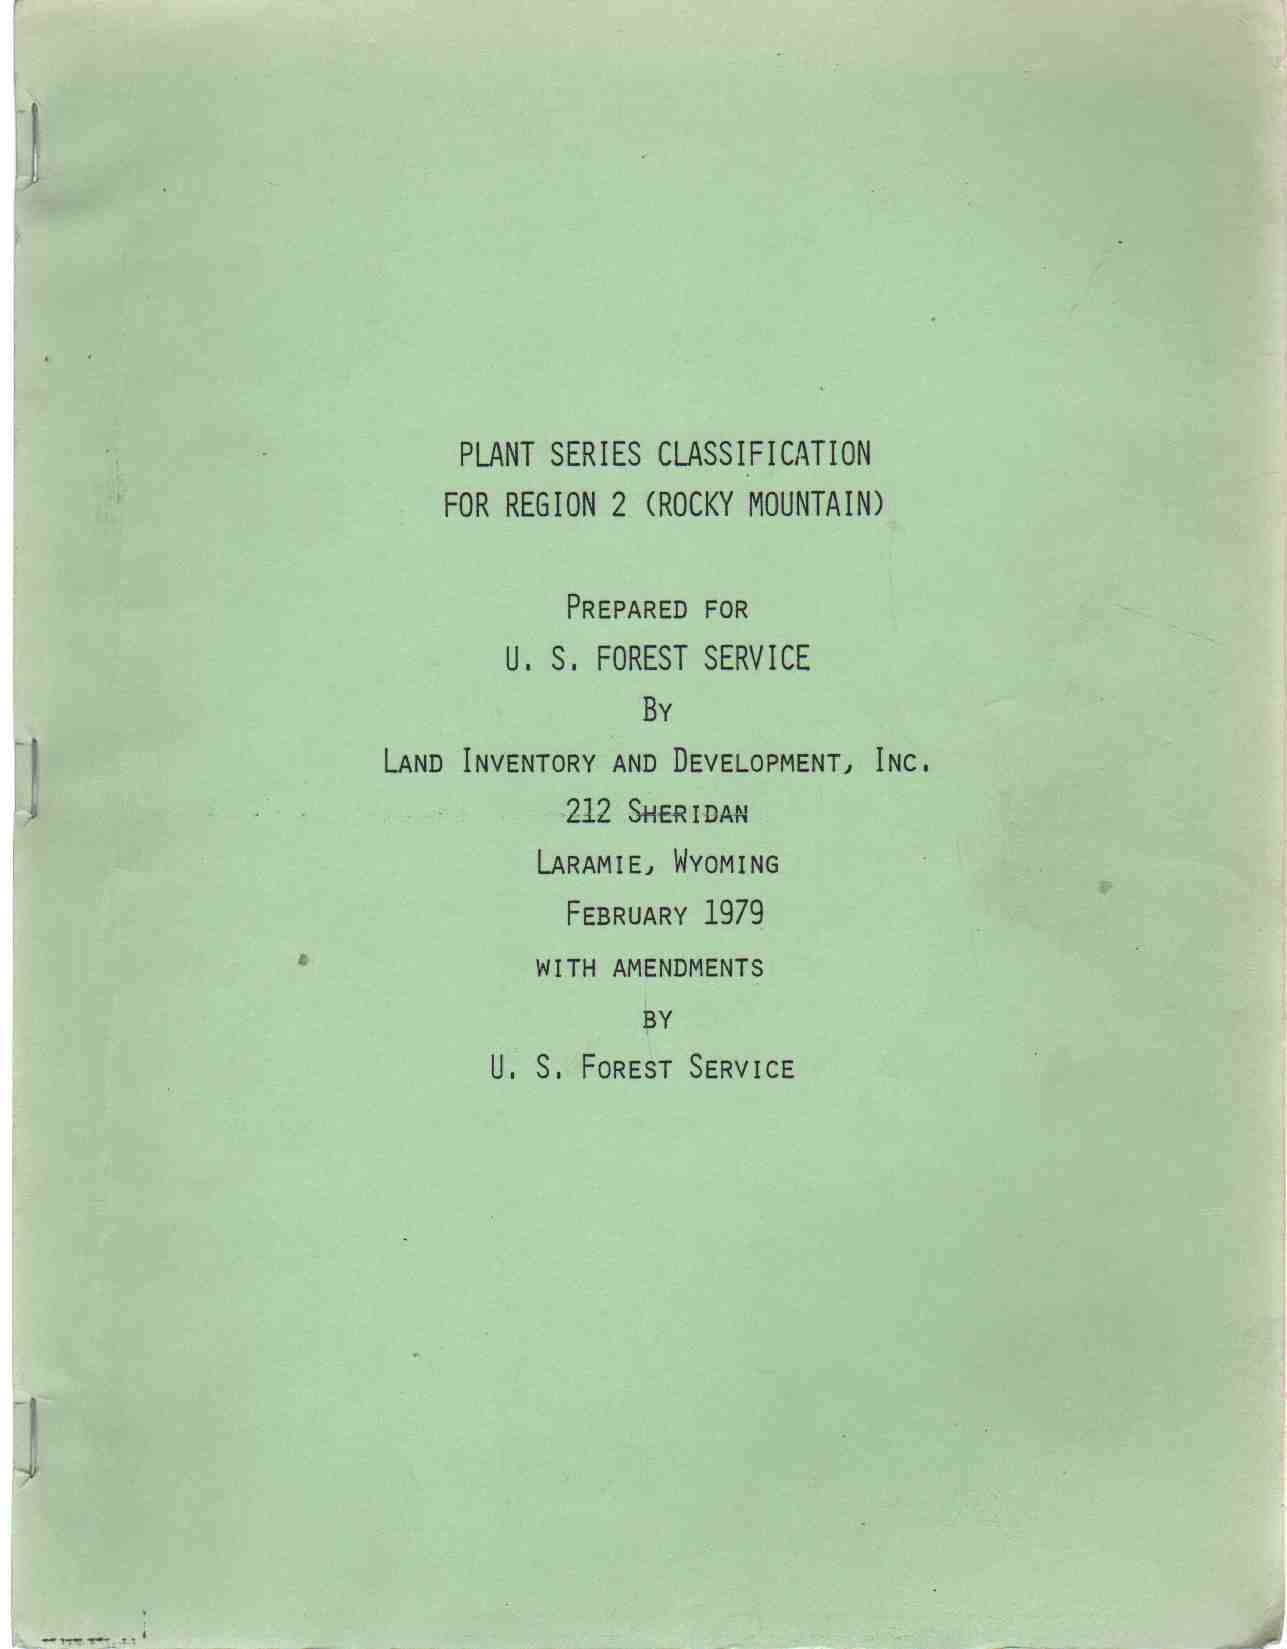 PLANT SERIES CLASSIFICATION
FOR REGION 2 (ROCKY MOUNTAIN)
PREPARED FOR
U. S. FOREST SERVICE
BY
LAND INVENTORY AND DEVELOPMENT, INC.
212 SHERIDAN
LARAMIE, WYOMING
FEBRUARY 1979
WITH AMENDMENTS
BY
U. S. FOREST SERVICE